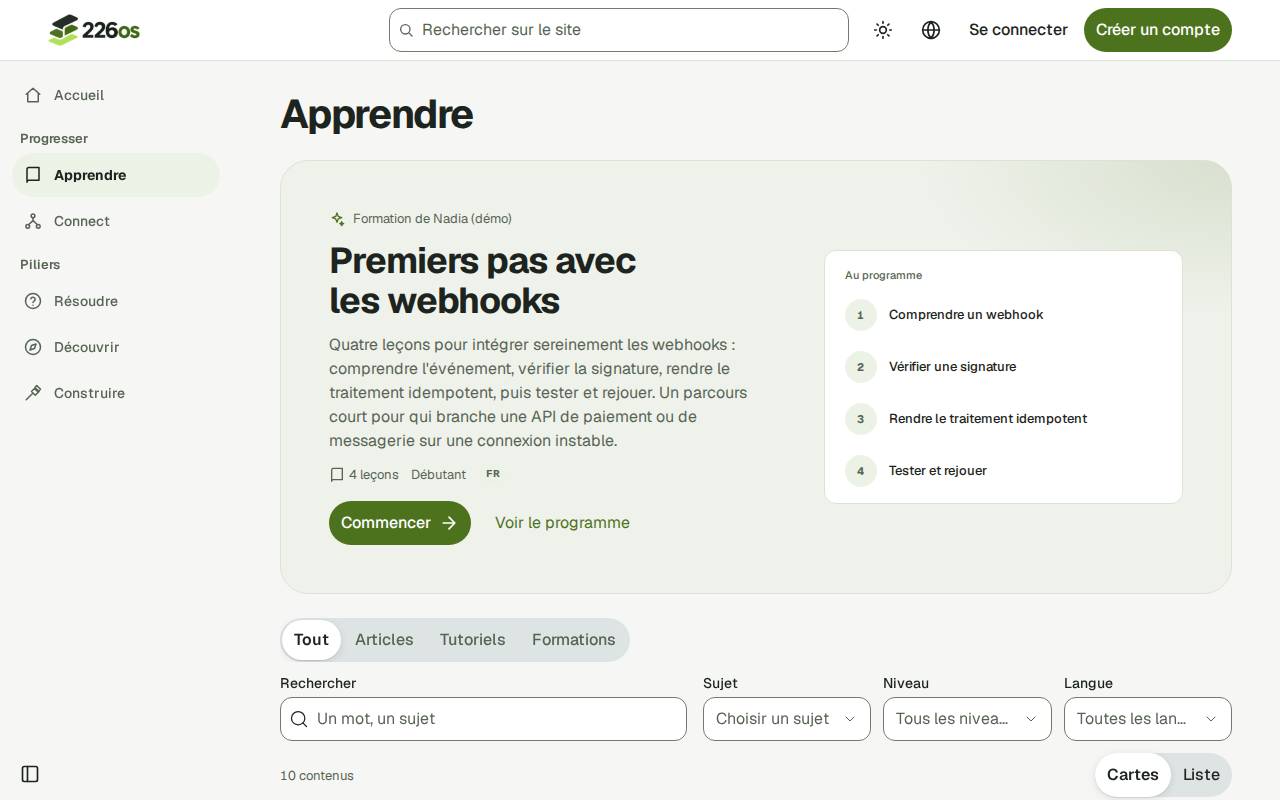 226os
Rechercher sur le site
Se connecter
Créer un compte
Accueil
Progresser
Apprendre
Connect
Piliers
Résoudre
Découvrir
Construire
Apprendre
Formation de Nadia (démo)
Premiers pas avec
les webhooks
Quatre leçons pour intégrer sereinement les webhooks :
comprendre l'événement, vérifier la signature, rendre le
traitement idempotent, puis tester et rejouer. Un parcours
court pour qui branche une API de paiement ou de
messagerie sur une connexion instable.
4 leçons Débutant FR
Commencer
Voir le programme
Au programme
1 Comprendre un webhook
2 Vérifier une signature
3 Rendre le traitement idempotent
4 Tester et rejouer
Tout Articles Tutoriels Formations
Rechercher
Un mot, un sujet
Sujet
Choisir un sujet
Niveau
Tous les nivea...
Langue
Toutes les lan...
10 contenus
Cartes Liste